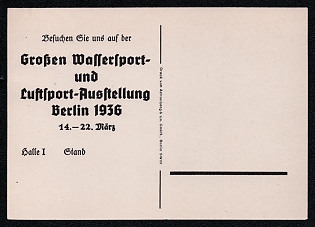 Besuchen Sie uns auf der
Großen Wassersport-
und
Luftsport-Ausstellung
Berlin 1936
14.–22. März
Halle I Stand